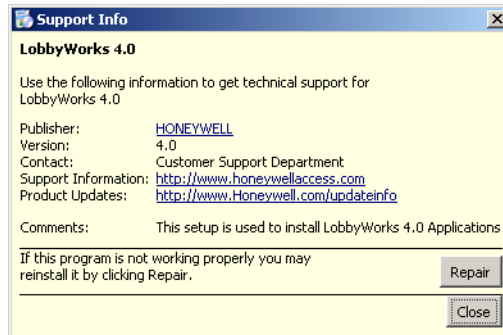 Support Info
LobbyWorks 4.0
Use the following information to get technical support for
LobbyWorks 4.0
Publisher: HONEYWELL
Version: 4.0
Contact: Customer Support Department
Support Information: http://www.honeywellaccess.com
Product Updates: http://www.Honeywell.com/updateinfo
Comments: This setup is used to install LobbyWorks 4.0 Applications
If this program is not working properly you may
reinstall it by clicking Repair.
Repair
Close